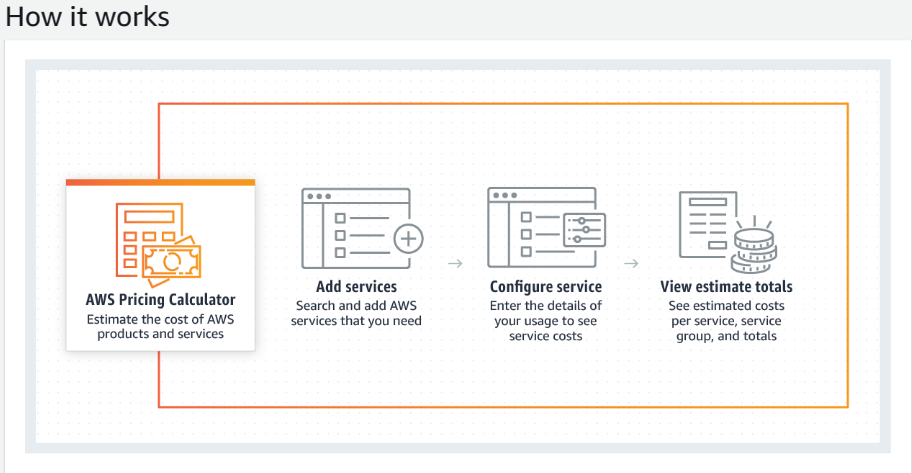 How it works
AWS Pricing Calculator
Estimate the cost of AWS
products and services
Add services
Search and add AWS
services that you need
Configure service
Enter the details of
your usage to see
service costs
View estimate totals
See estimated costs
per service, service
group, and totals